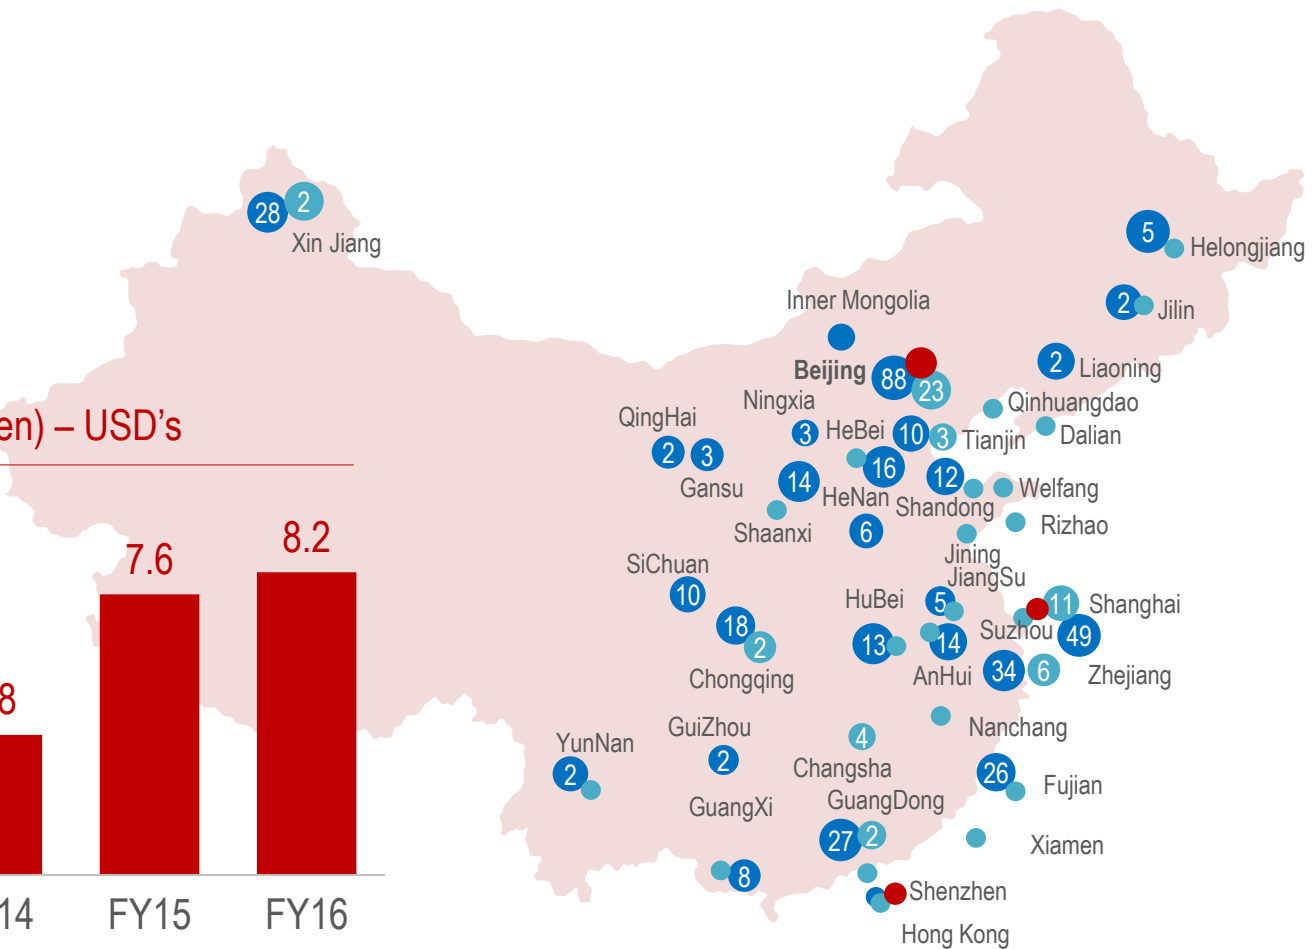 28
2
Xin Jiang
5
Helongjiang
2
Jilin
Inner Mongolia
Beijing
88
23
2
Liaoning
Qinhuangdao
Dalian
Ningxia
3
HeBei
10
3
Tianjin
QingHai
2
3
Gansu
16
14
HeNan
12
Shandong
Welfang
Rizhao
Shaanxi
6
Jining
en) – USD's
8
7.6
8.2
14
FY15
FY16
SiChuan
10
JiangSu
5
HuBei
18
2
Chongqing
13
14
AnHui
Suzhou
11
Shanghai
49
34
6
Zhejiang
Nanchang
GuiZhou
2
YunNan
2
4
Changsha
26
Fujian
GuangXi
GuangDong
27
2
Xiamen
8
Shenzhen
Hong Kong